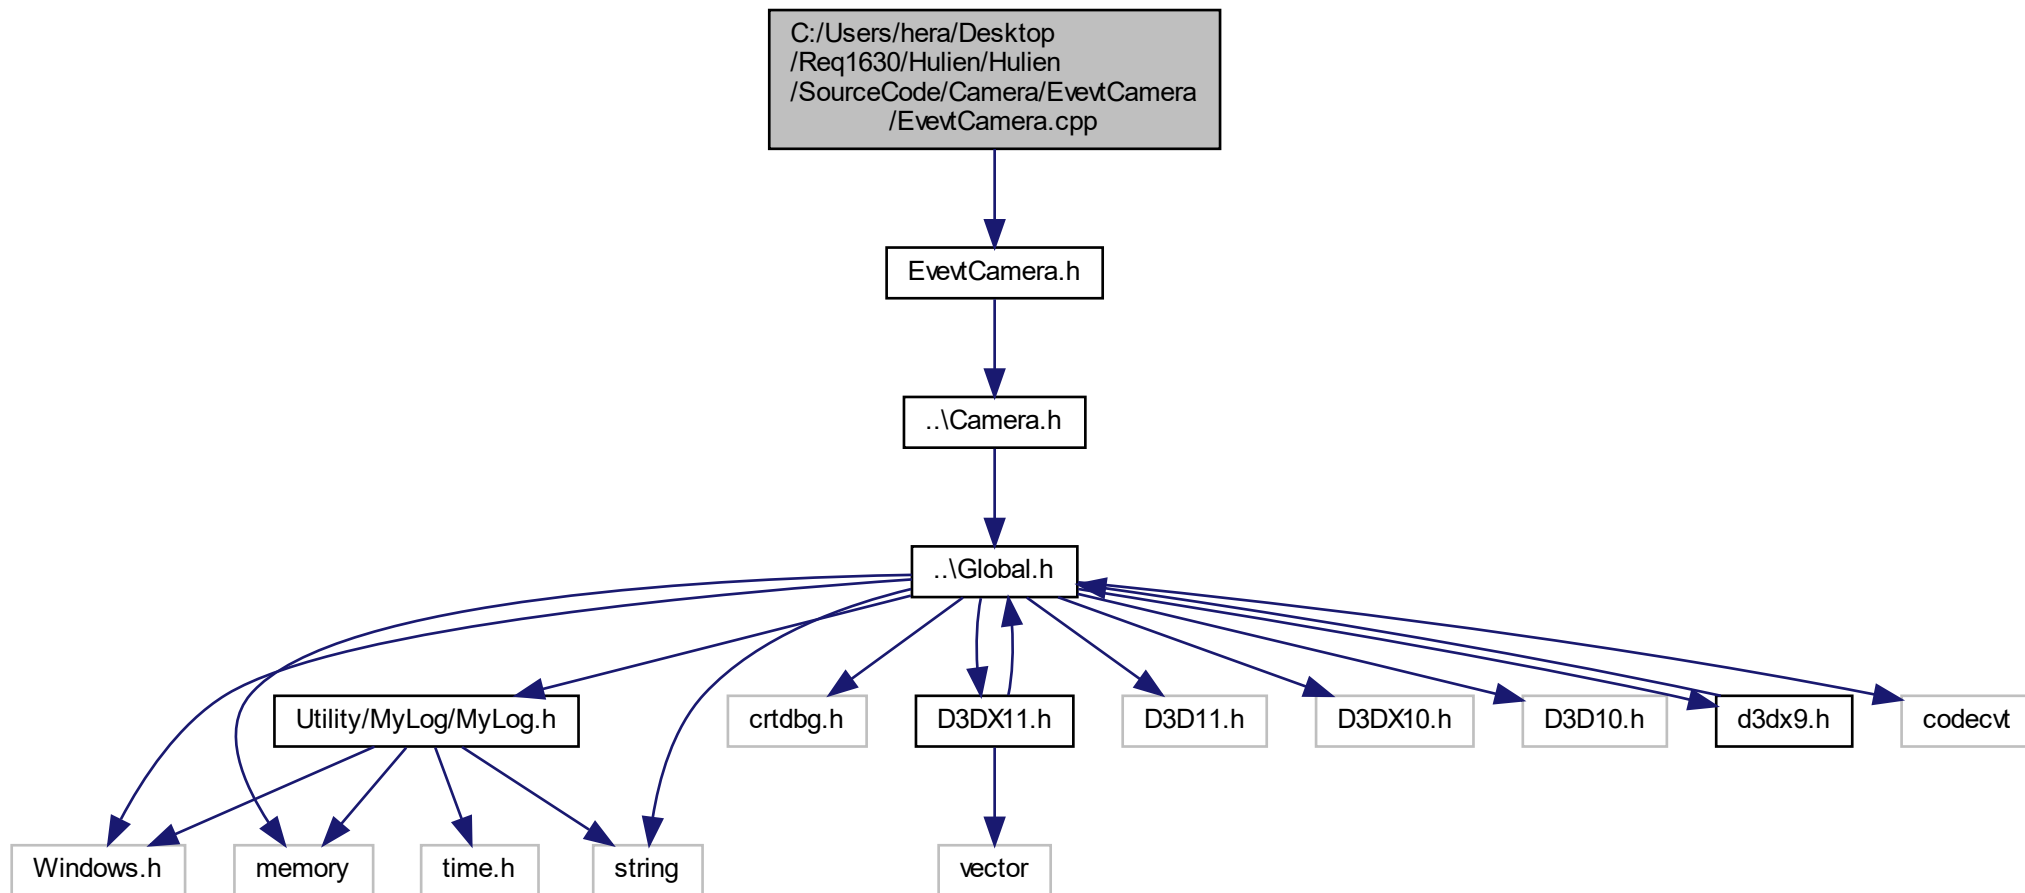 C:/Users/hera/Desktop
/Req1630/Hulien/Hulien
/SourceCode/Camera/EvevtCamera
/EvevtCamera.cpp
EvevtCamera.h
..\Camera.h
..\Global.h
Utility/MyLog/MyLog.h
crtdbg.h
D3DX11.h
D3D11.h
D3DX10.h
D3D10.h
d3dx9.h
codecvt
Windows.h
memory
time.h
string
vector